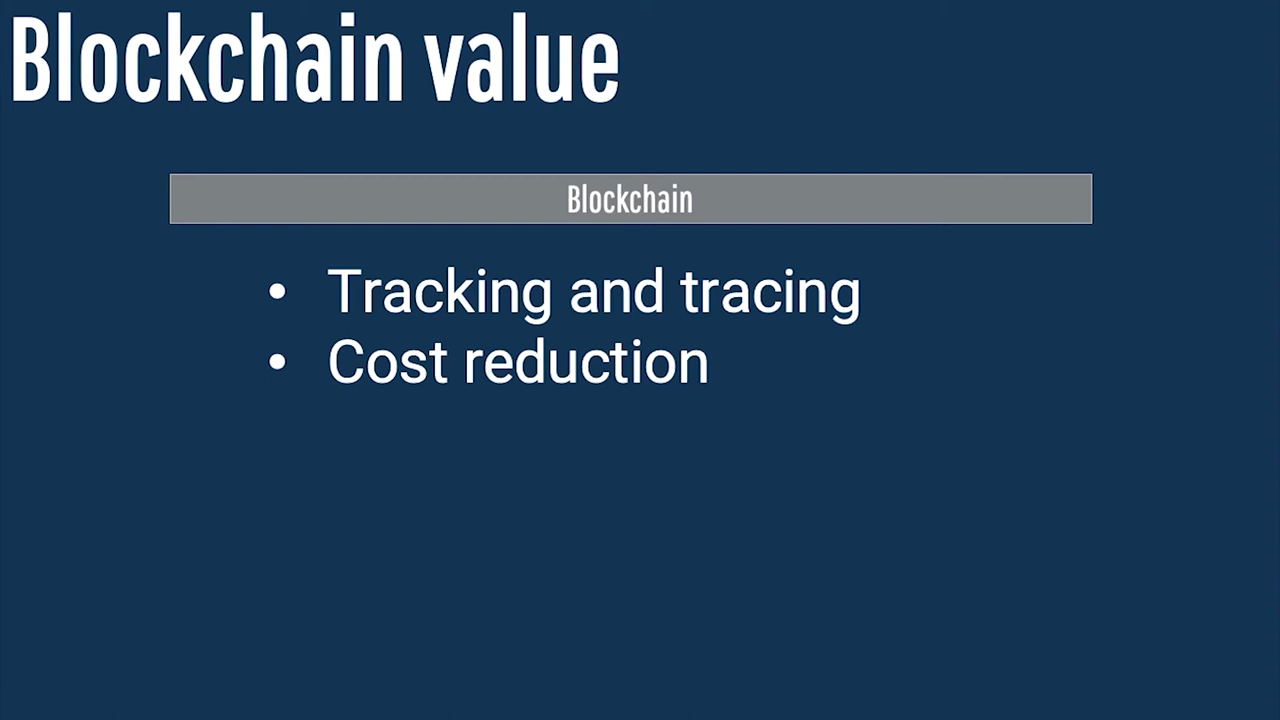 Blockchain value
Blockchain
• Tracking and tracing
• Cost reduction